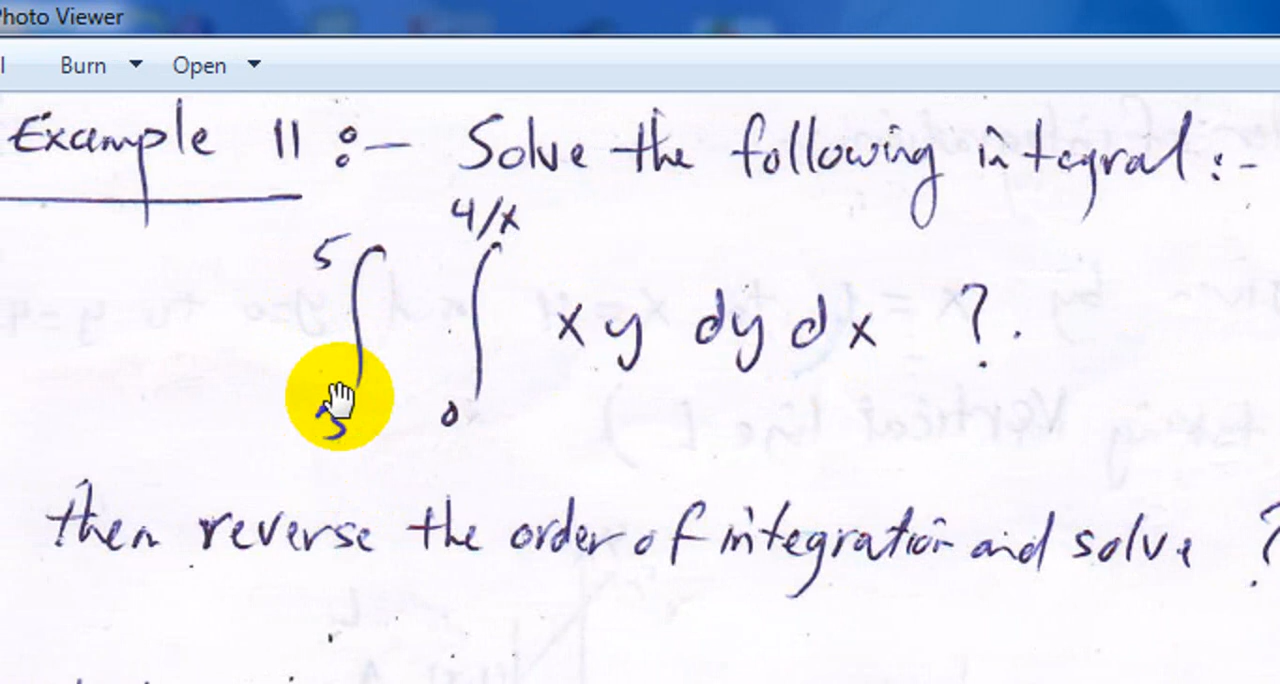 Photo Viewer
Burn Open
Example 11 :- Solve the following integral :-
5 4/x
∫ ∫ xy dy dx ?.
0
then reverse the order of integration and solve ?